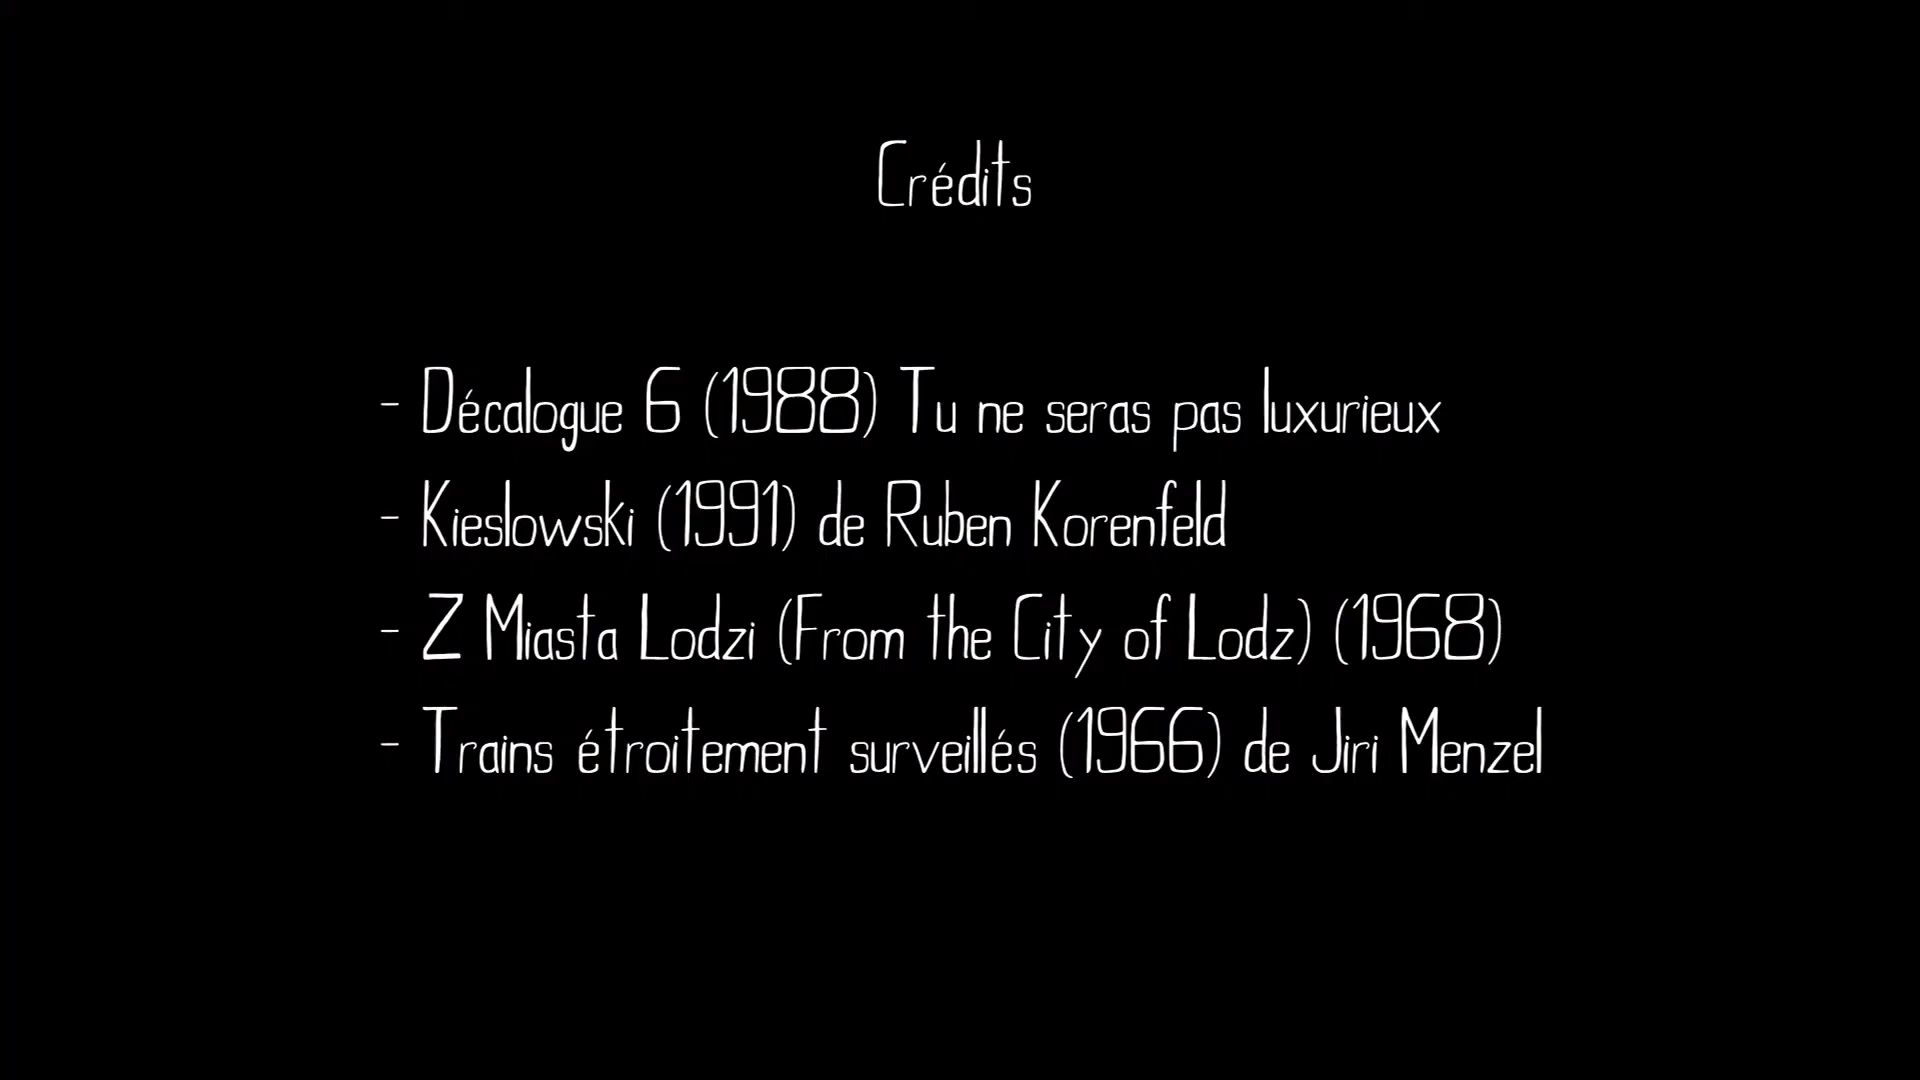 Crédits
- Décalogue 6 (1988) Tu ne seras pas luxurieux
- Kieslowski (1991) de Ruben Korenfeld
- Z Miasta Lodzi (From the City of Lodz) (1968)
- Trains étroitement surveillés (1966) de Jiri Menzel